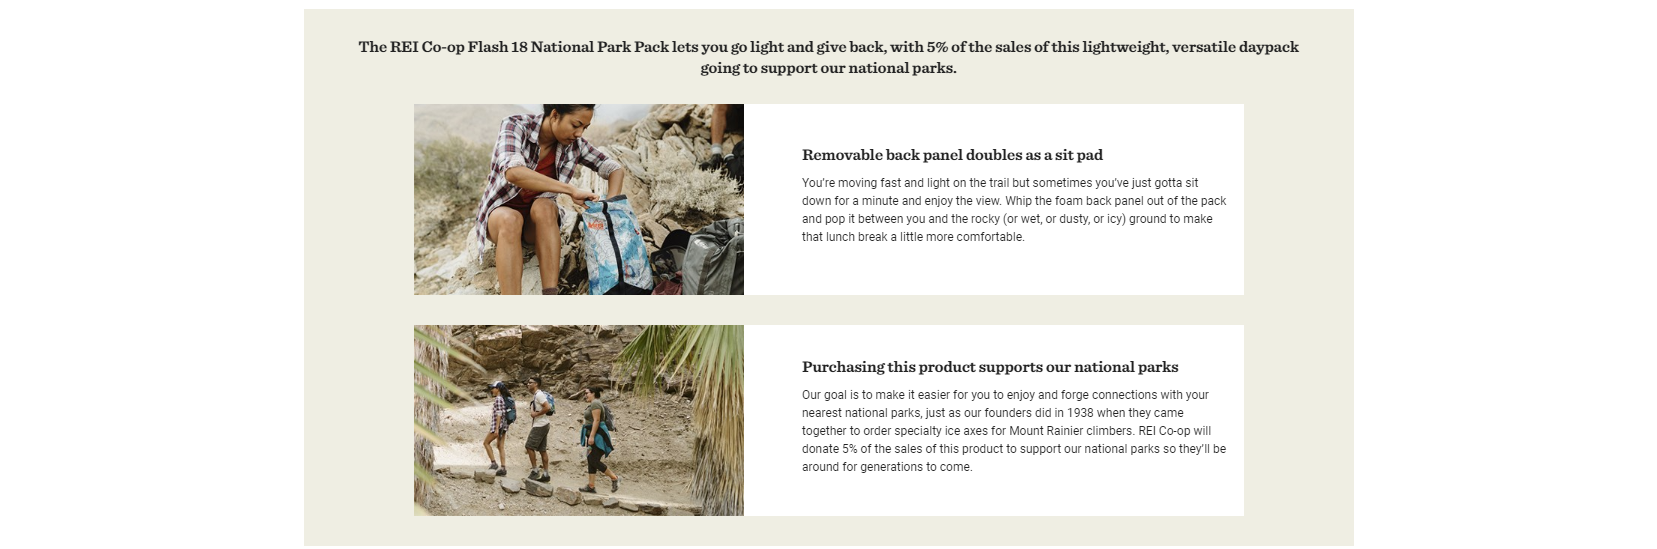 The REI Co-op Flash 18 National Park Pack lets you go light and give back, with 5% of the sales of this lightweight, versatile daypack
going to support our national parks.
Removable back panel doubles as a sit pad
You’re moving fast and light on the trail but sometimes you’ve just gotta sit
down for a minute and enjoy the view. Whip the foam back panel out of the pack
and pop it between you and the rocky (or wet, or dusty, or icy) ground to make
that lunch break a little more comfortable.
Purchasing this product supports our national parks
Our goal is to make it easier for you to enjoy and forge connections with your
nearest national parks, just as our founders did in 1938 when they came
together to order specialty ice axes for Mount Rainier climbers. REI Co-op will
donate 5% of the sales of this product to support our national parks so they’ll be
around for generations to come.